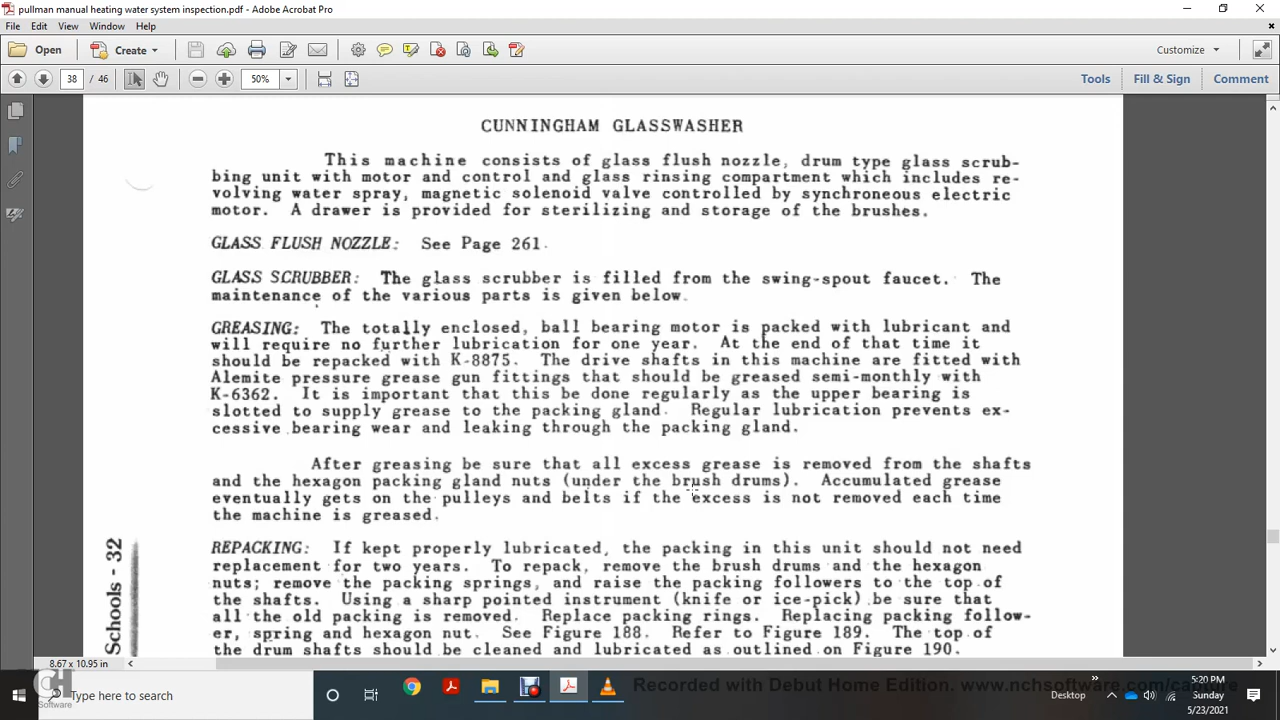 pullman manual heating water system inspection.pdf - Adobe Acrobat Pro
File Edit View Window Help
Open Create Customize
38 / 46 50% Tools Fill & Sign Comment
CUNNINGHAM GLASSWASHER
This machine consists of glass flush nozzle, drum type glass scrub-
bing unit with motor and control and glass rinsing compartment which includes re-
volving water spray, magnetic solenoid valve controlled by synchroneous electric
motor. A drawer is provided for sterilizing and storage of the brushes.
GLASS FLUSH NOZZLE: See Page 261.
GLASS SCRUBBER: The glass scrubber is filled from the swing-spout faucet. The
maintenance of the various parts is given below.
GREASING: The totally enclosed, ball bearing motor is packed with lubricant and
will require no further lubrication for one year. At the end of that time it
should be repacked with K-8875. The drive shafts in this machine are fitted with
Alemite pressure grease gun fittings that should be greased semi-monthly with
K-6362. It is important that this be done regularly as the upper bearing is
slotted to supply grease to the packing gland. Regular lubrication prevents ex-
cessive bearing wear and leaking through the packing gland.
After greasing be sure that all excess grease is removed from the shafts
and the hexagon packing gland nuts (under the brush drums). Accumulated grease
eventually gets on the pulleys and belts if the excess is not removed each time
the machine is greased.
REPACKING: If kept properly lubricated, the packing in this unit should not need
replacement for two years. To repack, remove the brush drums and the hexagon
nuts; remove the packing springs, and raise the packing followers to the top of
the shafts. Using a sharp pointed instrument (knife or ice-pick) be sure that
all the old packing is removed. Replace packing rings. Replacing packing follow-
er, spring and hexagon nut. See Figure 188. Refer to Figure 189. The top of
the drum shafts should be cleaned and lubricated as outlined on Figure 190.
Schools - 32
8.67 x 10.95 in
CH
Software
Type here to search
Recorded with Debut Home Edition. www.nchsoftware.com/capture
Desktop
5:20 PM
Sunday
5/23/2021